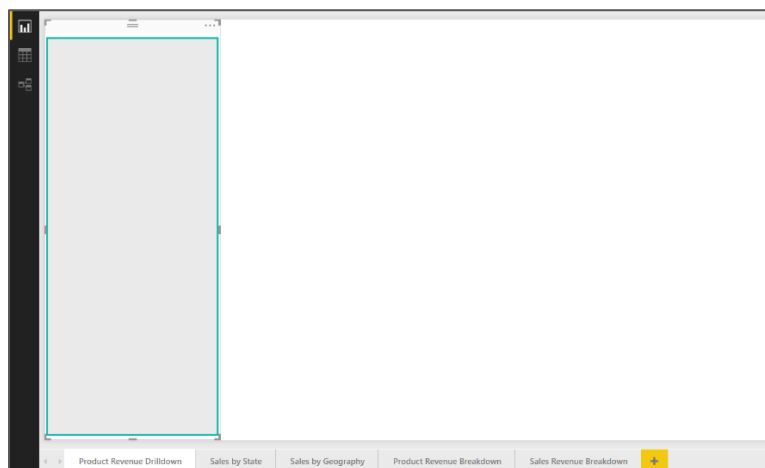 Product Revenue Drilldown
Sales by State
Sales by Geography
Product Revenue Breakdown
Sales Revenue Breakdown